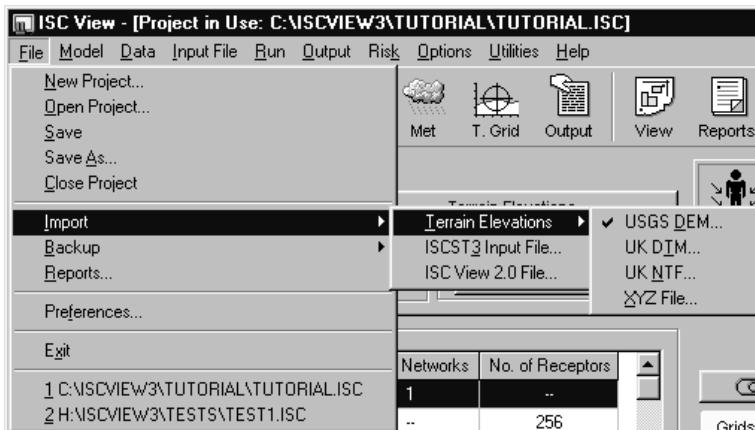 ISC View - [Project in Use: C:\ISCVIEW3\TUTORIAL\TUTORIAL.ISC]
File Model Data Input File Run Output Risk Options Utilities Help
New Project...
Open Project...
Save
Save As...
Close Project
Import
Backup
Reports...
Preferences...
Exit
1 C:\ISCVIEW3\TUTORIAL\TUTORIAL.ISC
2 H:\ISCVIEW3\TESTS\TEST1.ISC
Met T. Grid Output View Reports
Terrain Elevations
Terrain Elevations
ISCST3 Input File...
ISC View 2.0 File...
USGS DEM...
UK DTM...
UK NTF...
XYZ File...
Networks No. of Receptors
1 --
-- 256
Grids